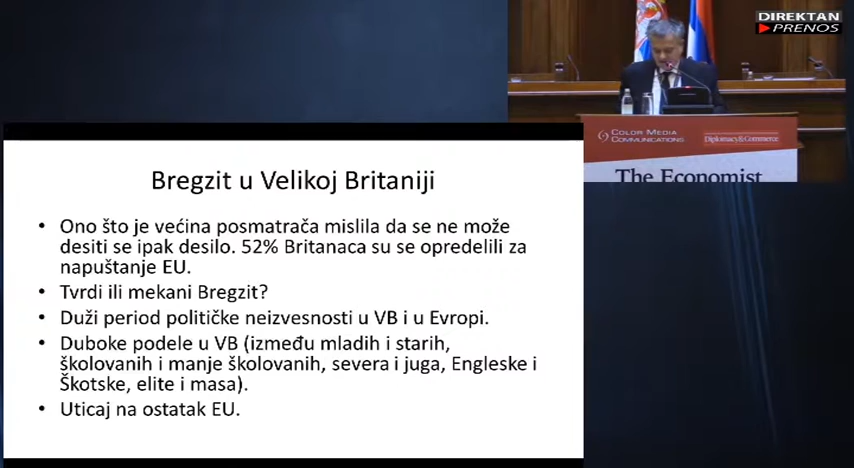 DIREKTAN
PRENOS
COLOR MEDIA
COMMUNICATIONS
Diplomacy&Commerce
The Economist
Bregzit u Velikoj Britaniji
• Ono što je većina posmatrača mislila da se ne može
desiti se ipak desilo. 52% Britanaca su se opredelili za
napuštanje EU.
• Tvrdi ili mekani Bregzit?
• Duži period političke neizvesnosti u VB i u Evropi.
• Duboke podele u VB (između mladih i starih,
školovanih i manje školovanih, severa i juga, Engleske i
Škotske, elite i masa).
• Uticaj na ostatak EU.